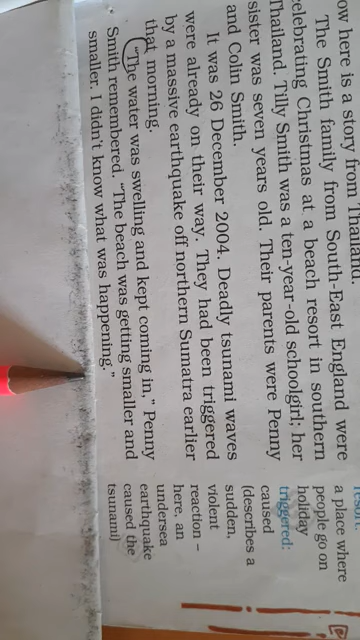 ow here is a story from Thailand.
The Smith family from South-East England were
celebrating Christmas at a beach resort in southern
Thailand. Tilly Smith was a ten-year-old schoolgirl; her
sister was seven years old. Their parents were Penny
and Colin Smith.
It was 26 December 2004. Deadly tsunami waves
were already on their way. They had been triggered
by a massive earthquake off northern Sumatra earlier
that morning.
“The water was swelling and kept coming in,” Penny
Smith remembered. “The beach was getting smaller and
smaller. I didn’t know what was happening.”
resort:
a place where
people go on
holiday
triggered:
caused
(describes a
sudden,
violent
reaction –
here, an
undersea
earthquake
caused the
tsunami)